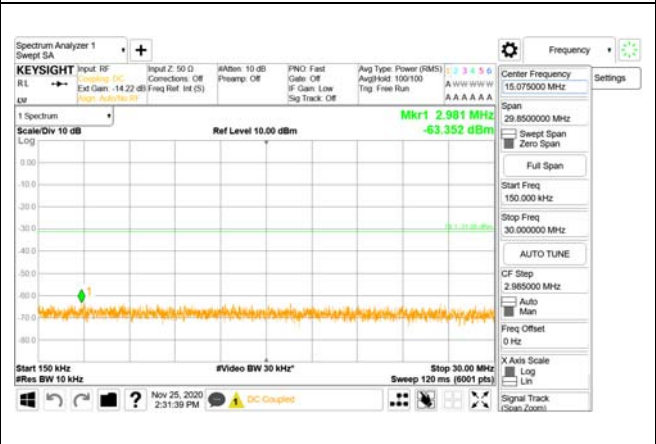 Spectrum Analyzer 1
Swept SA
Frequency
KEYSIGHT
RL
Input: RF
Coupling: DC
Ext Gain: -14.22 dB
Align: Auto/No RF
Input Z: 50 Ω
Corrections: Off
Freq Ref: Int (S)
#Atten: 10 dB
Preamp: Off
PNO: Fast
Gate: Off
IF Gain: Low
Sig Track: Off
Avg Type: Power (RMS)
Avg|Hold: 100/100
Trig: Free Run
1 2 3 4 5 6
A W W W W W
A A A A A A
1 Spectrum
Scale/Div 10 dB
Log
Ref Level 10.00 dBm
Mkr1 2.981 MHz
-63.352 dBm
0.00
-10.0
-20.0
-30.0
-40.0
-50.0
-60.0
-70.0
-80.0
1
Start 150 kHz
#Res BW 10 kHz
#Video BW 30 kHz*
Stop 30.00 MHz
Sweep 120 ms (6001 pts)
Nov 25, 2020
2:31:39 PM
DC Coupled
Settings
Center Frequency
15.075000 MHz
Span
29.8500000 MHz
Swept Span
Zero Span
Full Span
Start Freq
150.000 kHz
Stop Freq
30.000000 MHz
AUTO TUNE
CF Step
2.985000 MHz
Auto
Man
Freq Offset
0 Hz
X Axis Scale
Log
Lin
Signal Track
(Span Zoom)